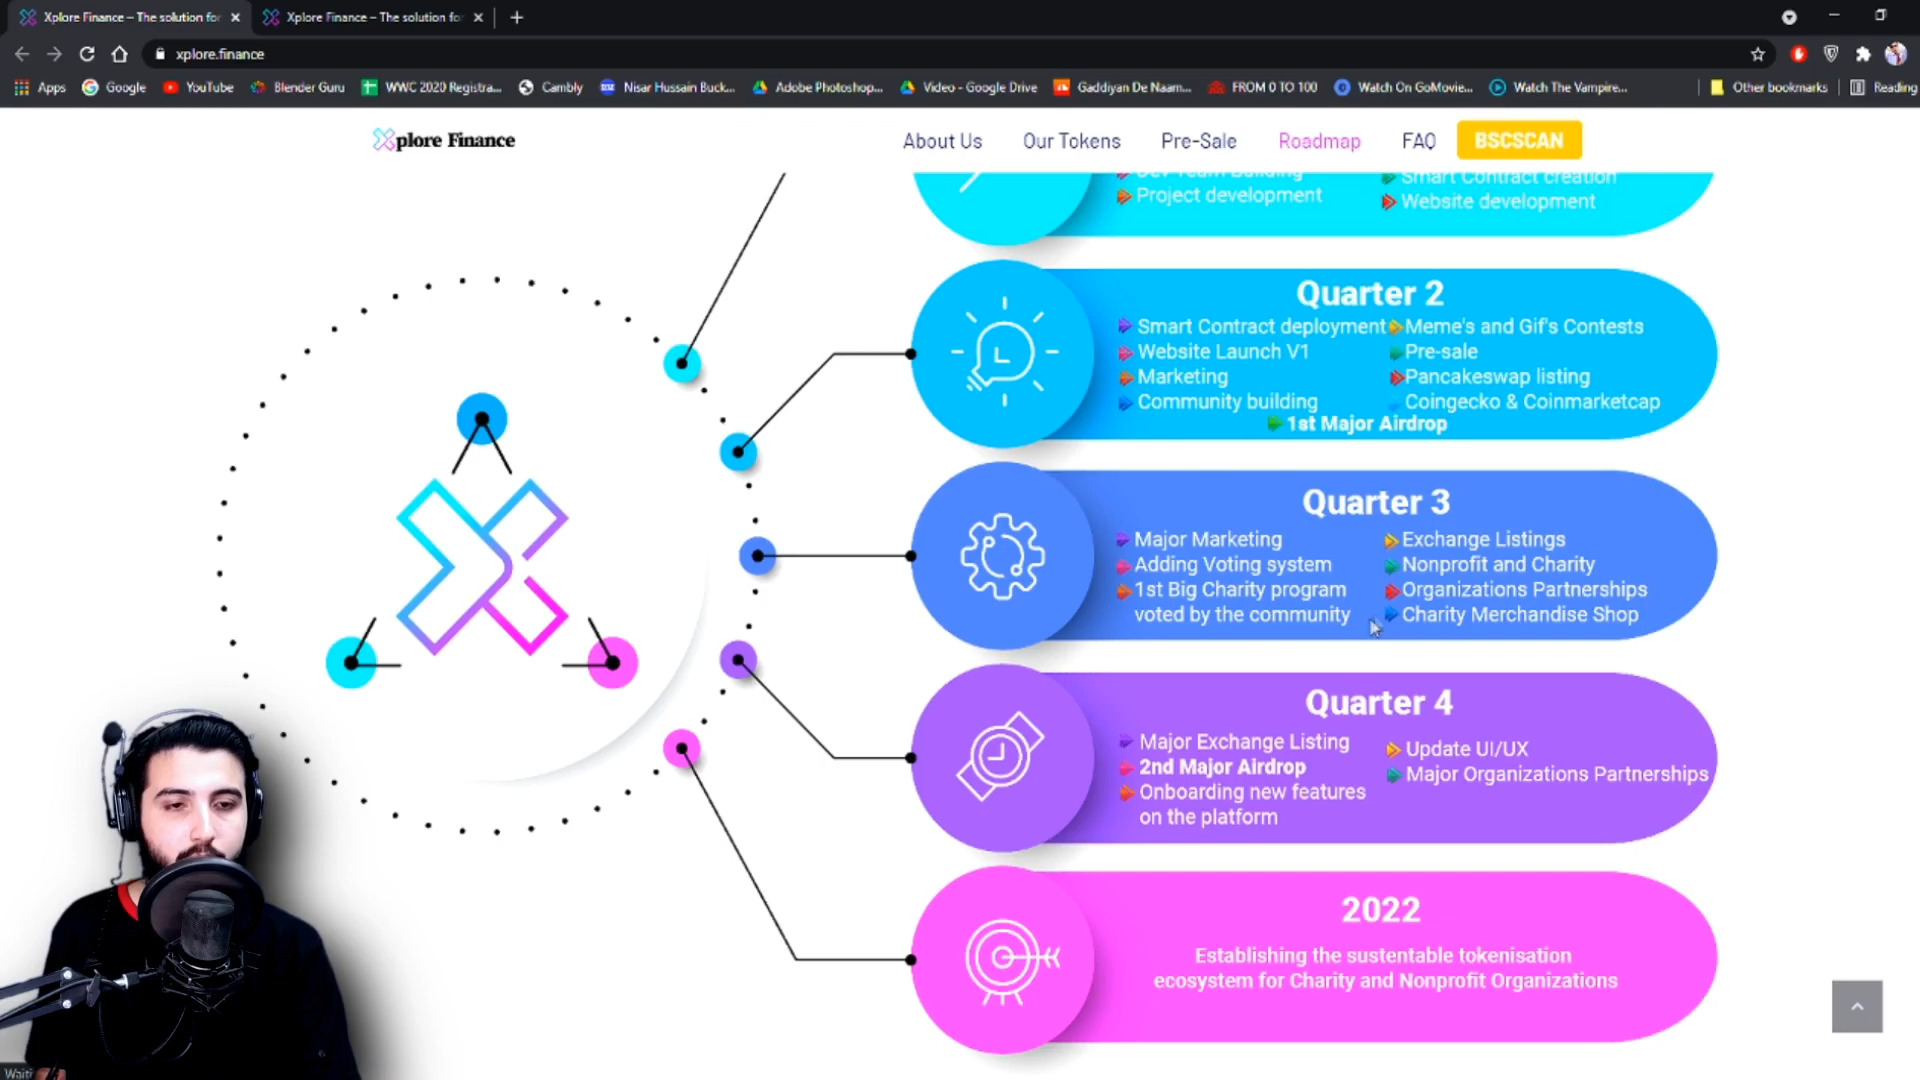 Xplore Finance – The solution for
Xplore Finance – The solution for
xplore.finance
Apps
Google
YouTube
Blender Guru
WWC 2020 Registra...
Cambly
Nisar Hussain Buck...
Adobe Photoshop...
Video - Google Drive
Gaddiyan De Naam...
FROM 0 TO 100
Watch On GoMovie...
Watch The Vampire...
Other bookmarks
Reading
Xplore Finance
About Us
Our Tokens
Pre-Sale
Roadmap
FAQ
BSCSCAN
Dev Team Building
Project development
Smart Contract creation
Website development
Quarter 2
Smart Contract deployment
Website Launch V1
Marketing
Community building
Meme's and Gif's Contests
Pre-sale
Pancakeswap listing
Coingecko & Coinmarketcap
1st Major Airdrop
Quarter 3
Major Marketing
Adding Voting system
1st Big Charity program
voted by the community
Exchange Listings
Nonprofit and Charity
Organizations Partnerships
Charity Merchandise Shop
Quarter 4
Major Exchange Listing
2nd Major Airdrop
Onboarding new features
on the platform
Update UI/UX
Major Organizations Partnerships
2022
Establishing the sustentable tokenisation
ecosystem for Charity and Nonprofit Organizations
Waiti